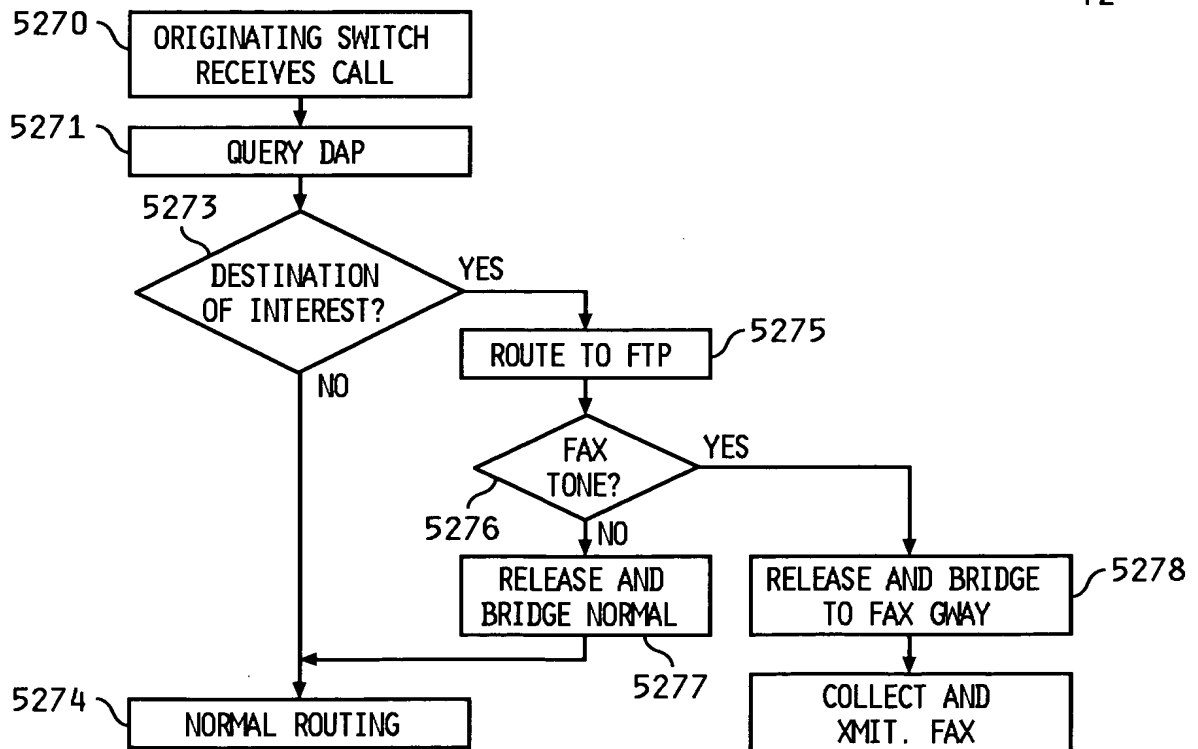 5270
ORIGINATING SWITCH
RECEIVES CALL
5271
QUERY DAP
5273
DESTINATION
OF INTEREST?
YES
NO
ROUTE TO FTP
5275
FAX
TONE?
YES
5276
NO
RELEASE AND
BRIDGE NORMAL
5277
RELEASE AND BRIDGE
TO FAX GWAY
5278
5274
NORMAL ROUTING
COLLECT AND
XMIT. FAX